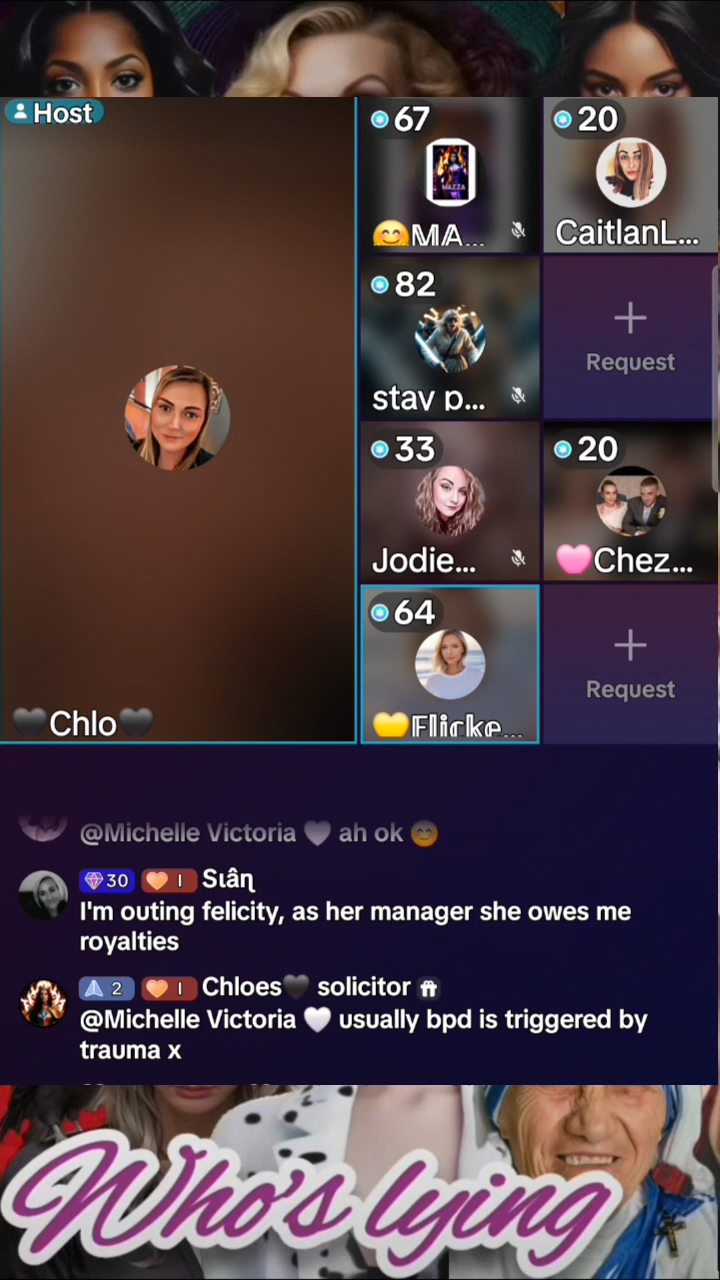 Host
67
20
MA...
CaitlanL...
82
stav p...
Request
33
20
Jodie...
🩷Chez...
64
Request
🖤Chlo🖤
💛Flicke...
@Michelle Victoria 🤍 ah ok 😊
30 I Sιâɳ
I'm outing felicity, as her manager she owes me
royalties
2 I Chloes🖤 solicitor
@Michelle Victoria 🤍 usually bpd is triggered by
trauma x
Who's lying